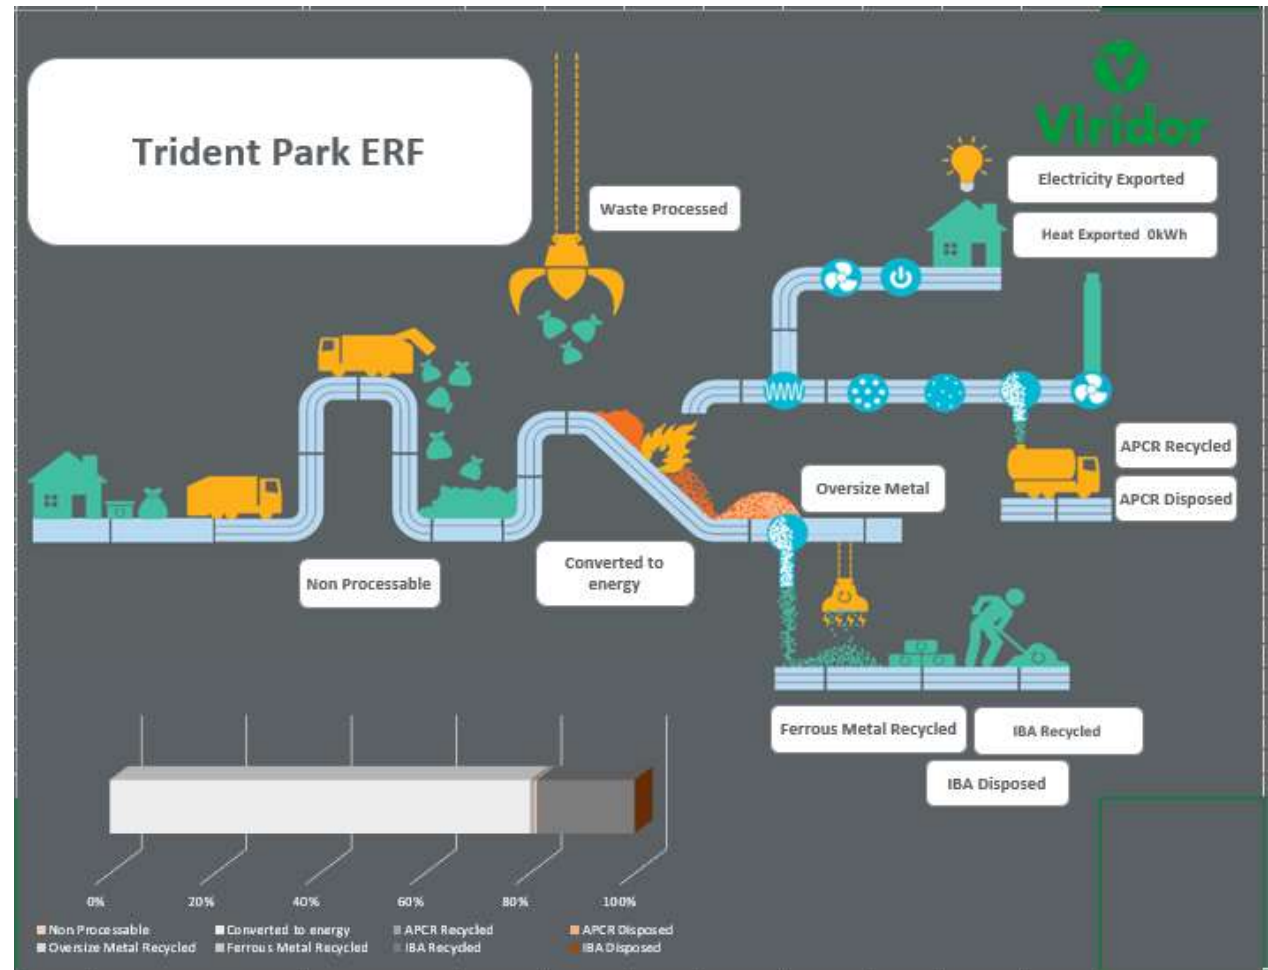 Trident Park ERF
Viridor
Waste Processed
Electricity Exported
Heat Exported 0kWh
APCR Recycled
Oversize Metal
APCR Disposed
Non Processable
Converted to
energy
Ferrous Metal Recycled
IBA Recycled
IBA Disposed
0% 20% 40% 60% 80% 100%
Non Processable Converted to energy APCR Recycled APCR Disposed
Oversize Metal Recycled Ferrous Metal Recycled IBA Recycled IBA Disposed